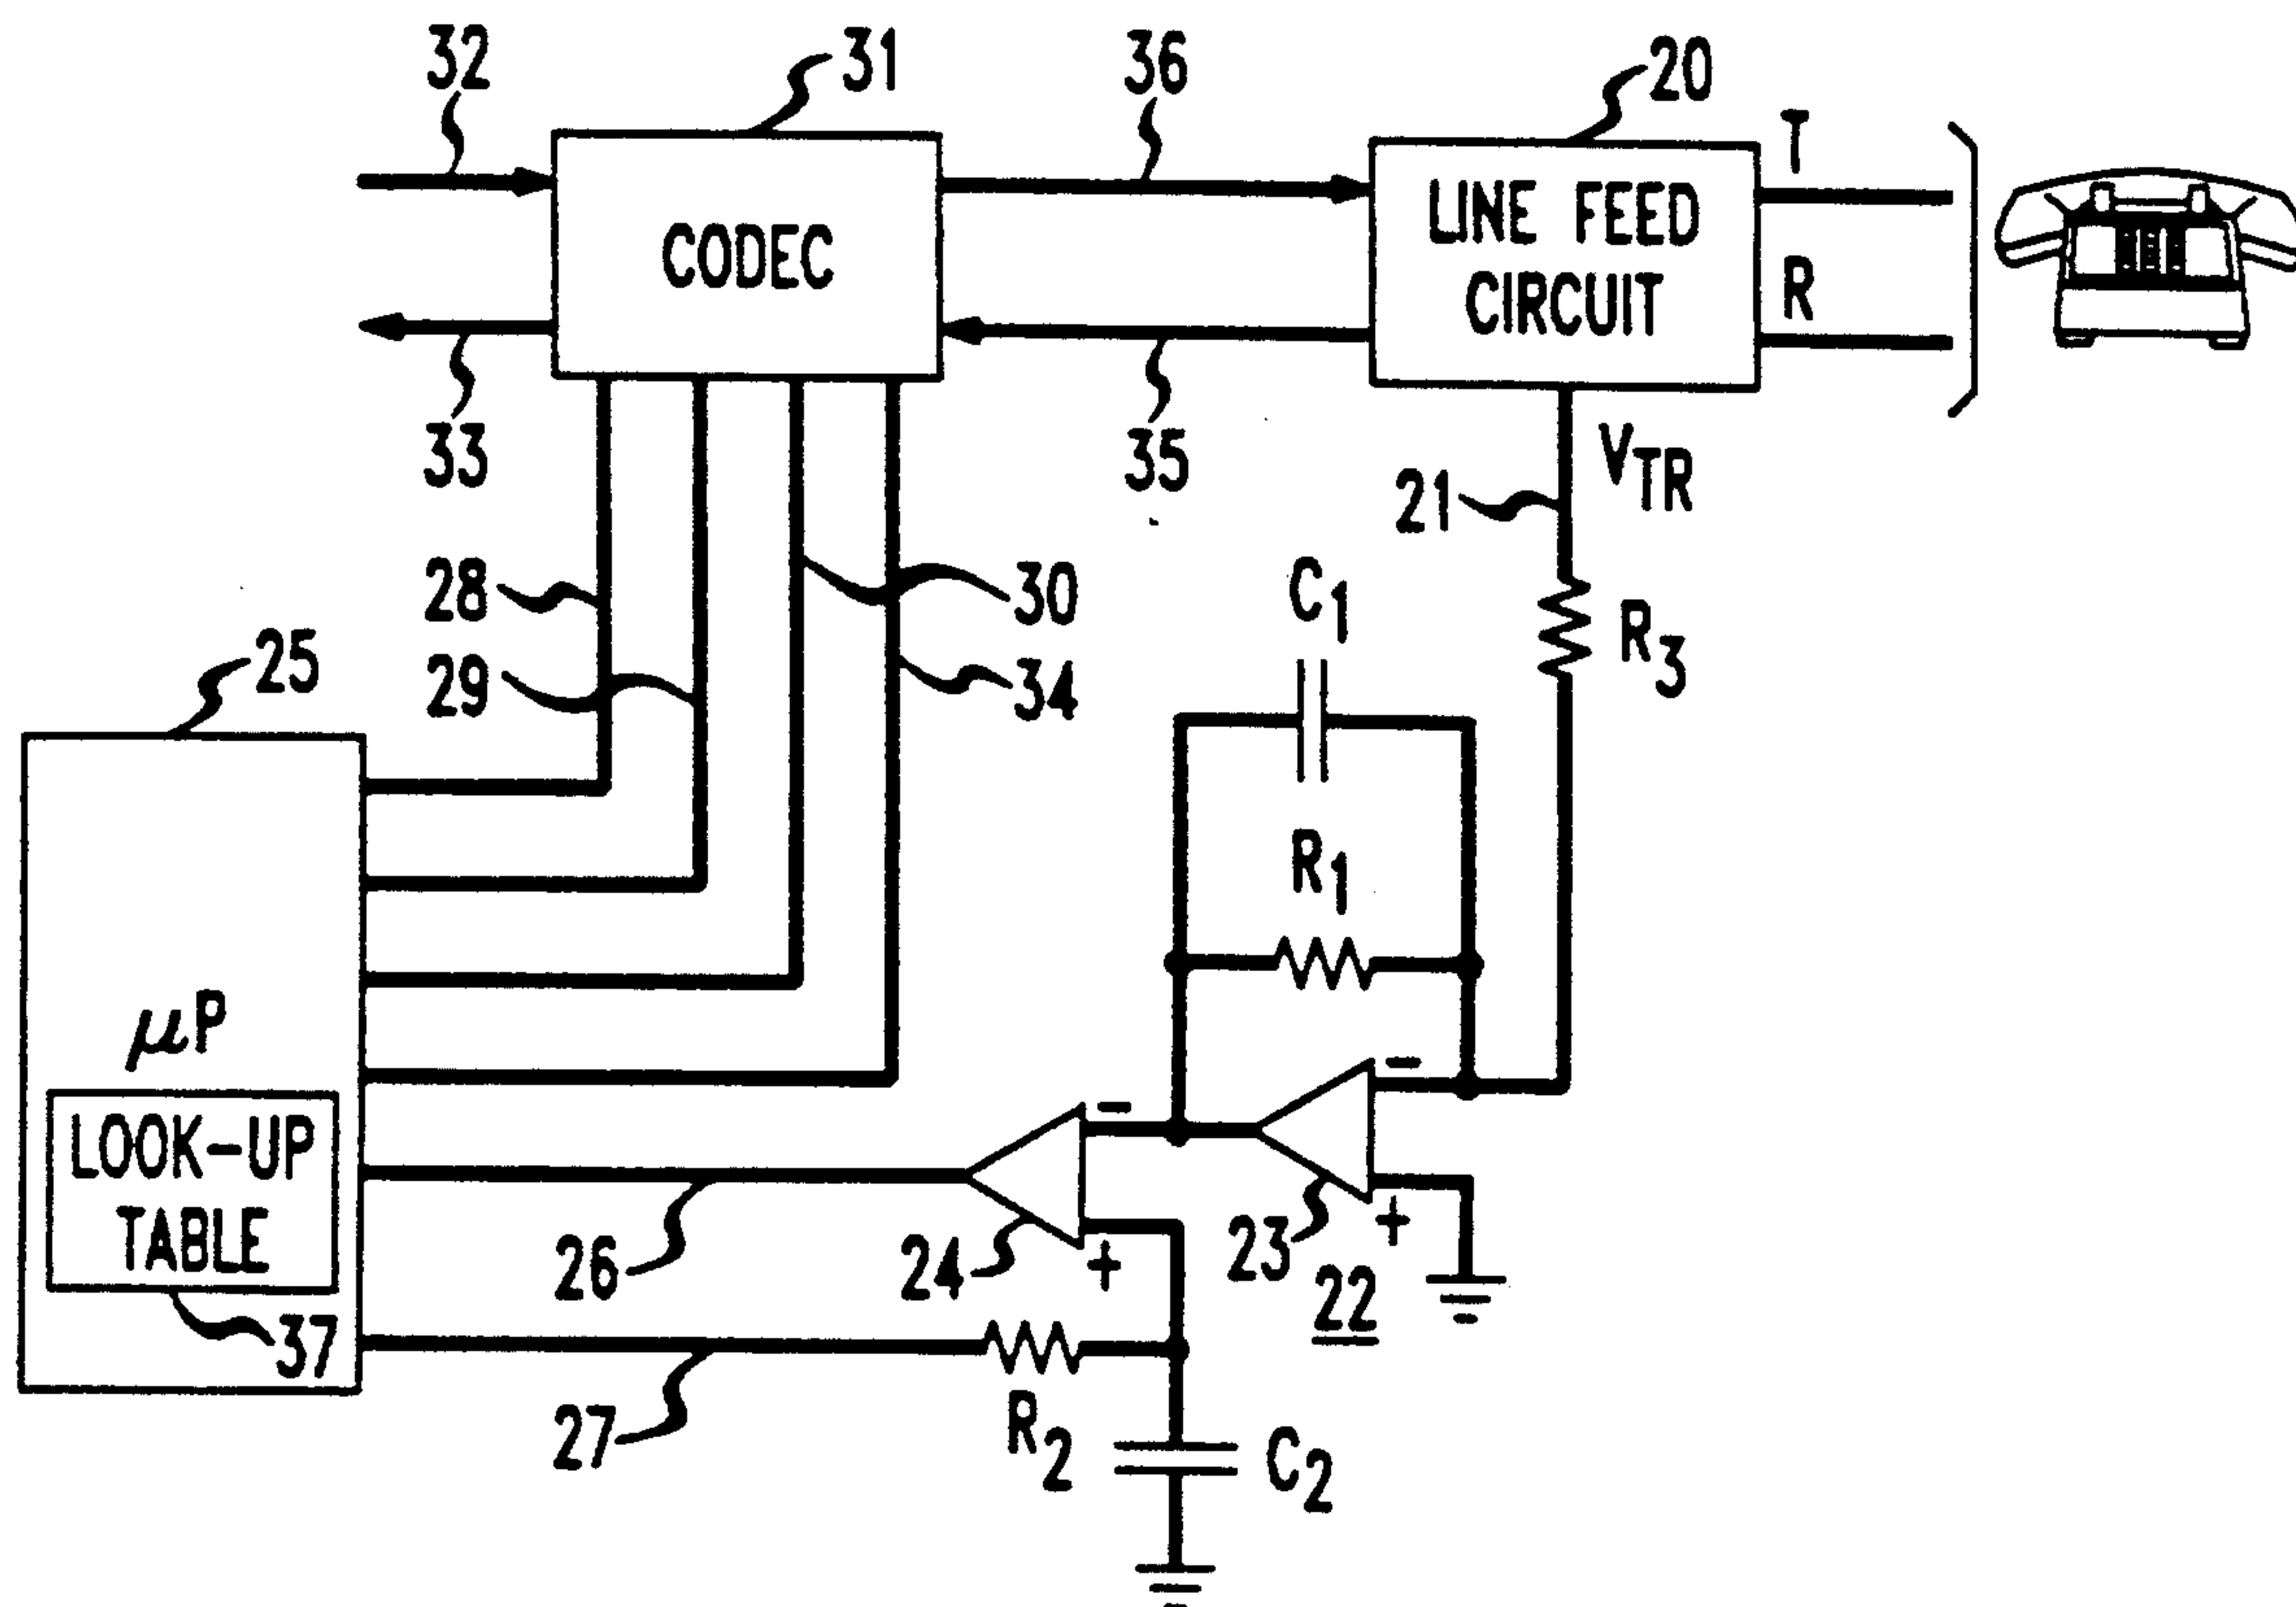 32
31
36
20
T
CODEC
LINE FEED
CIRCUIT
R
33
35
21
VTR
28
30
C1
R3
25
29
34
R1
μP
-
-
LOOK-UP
TABLE
26
24
+
23
+
22
37
27
R2
C2